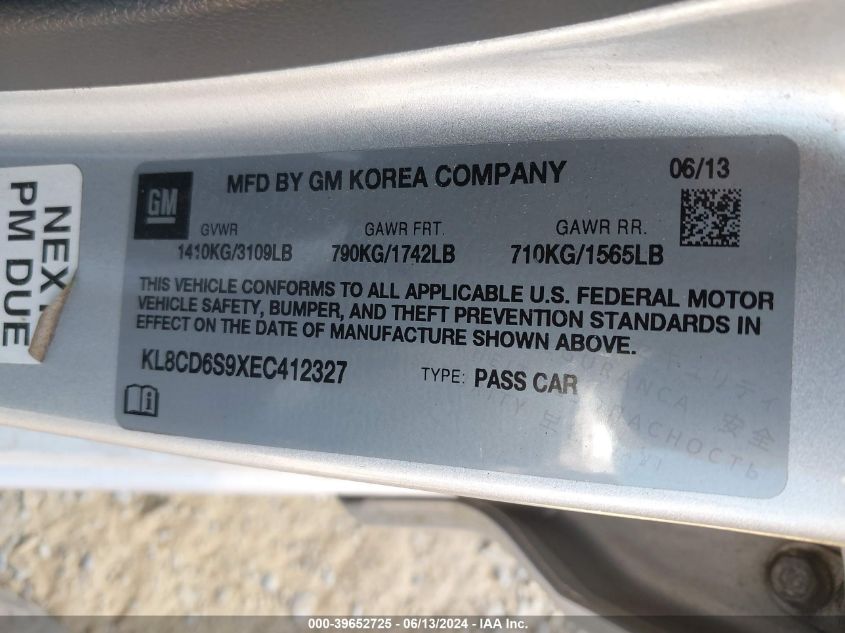 NEXT
PM DUE
GM
MFD BY GM KOREA COMPANY
06/13
GVWR GAWR FRT. GAWR RR.
1410KG/3109LB 790KG/1742LB 710KG/1565LB
THIS VEHICLE CONFORMS TO ALL APPLICABLE U.S. FEDERAL MOTOR
VEHICLE SAFETY, BUMPER, AND THEFT PREVENTION STANDARDS IN
EFFECT ON THE DATE OF MANUFACTURE SHOWN ABOVE.
KL8CD6S9XEC412327 TYPE: PASS CAR
安全
000-39652725 - 06/13/2024 - IAA Inc.